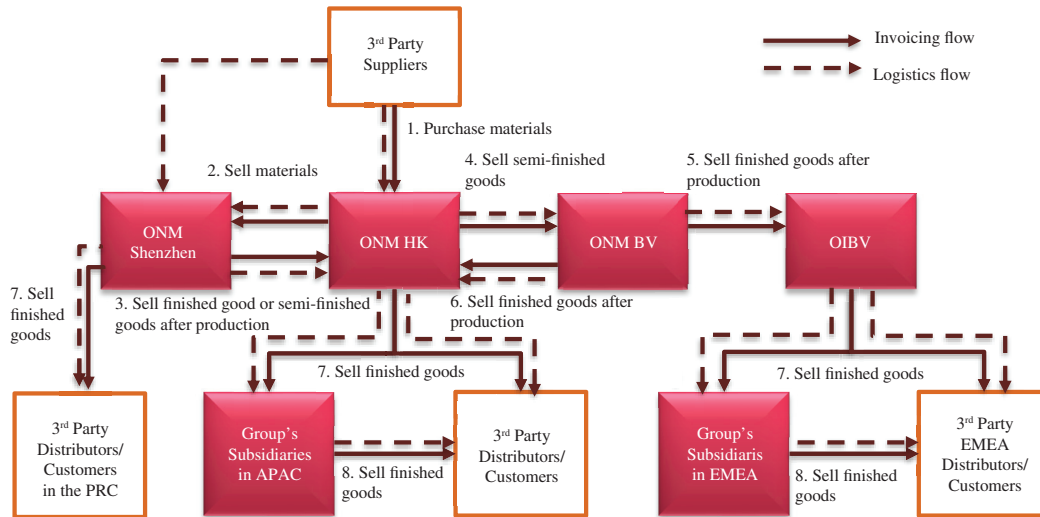 3rd Party
Suppliers
Invoicing flow
Logistics flow
1. Purchase materials
2. Sell materials
4. Sell semi-finished
goods
5. Sell finished goods after
production
ONM
Shenzhen
ONM HK
ONM BV
OIBV
7. Sell
finished
goods
3. Sell finished good or semi-finished
goods after production
6. Sell finished goods after
production
7. Sell finished goods
7. Sell finished goods
3rd Party
Distributors/
Customers
in the PRC
Group's
Subsidiaries
in APAC
8. Sell finished
goods
3rd Party
Distributors/
Customers
Group's
Subsidiaris
in EMEA
8. Sell finished
goods
3rd Party
EMEA
Distributors/
Customers